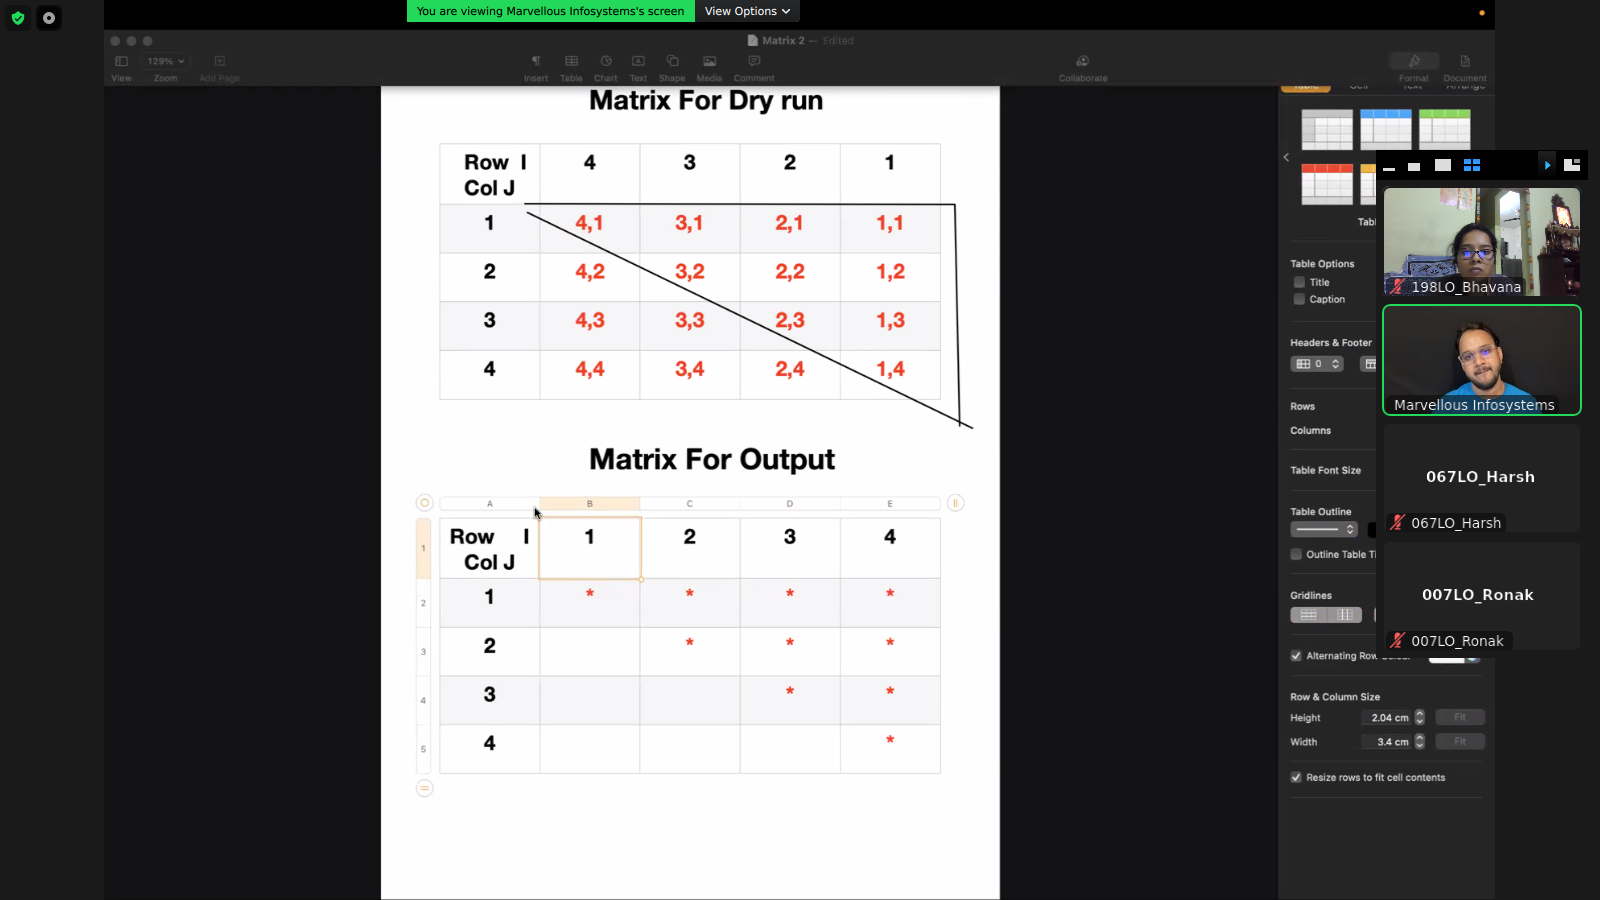 You are viewing Marvellous Infosystems's screen
View Options
Matrix 2 — Edited
129%
View Zoom Add Page
Insert Table Chart Text Shape Media Comment
Collaborate
Format Document
Matrix For Dry run
Row I 4 3 2 1
Col J
1 4,1 3,1 2,1 1,1
2 4,2 3,2 2,2 1,2
3 4,3 3,3 2,3 1,3
4 4,4 3,4 2,4 1,4
Matrix For Output
A B C D E
1 Row I 1 2 3 4
Col J
2 1 * * * *
3 2 * * *
4 3 * *
5 4 *
Table Options
Title
Caption
Headers & Footer
0
Rows
Columns
Table Font Size
Table Outline
Outline Table
Gridlines
Alternating Row
Row & Column Size
Height 2.04 cm Fit
Width 3.4 cm Fit
Resize rows to fit cell contents
198LO_Bhavana
Marvellous Infosystems
067LO_Harsh
067LO_Harsh
007LO_Ronak
007LO_Ronak